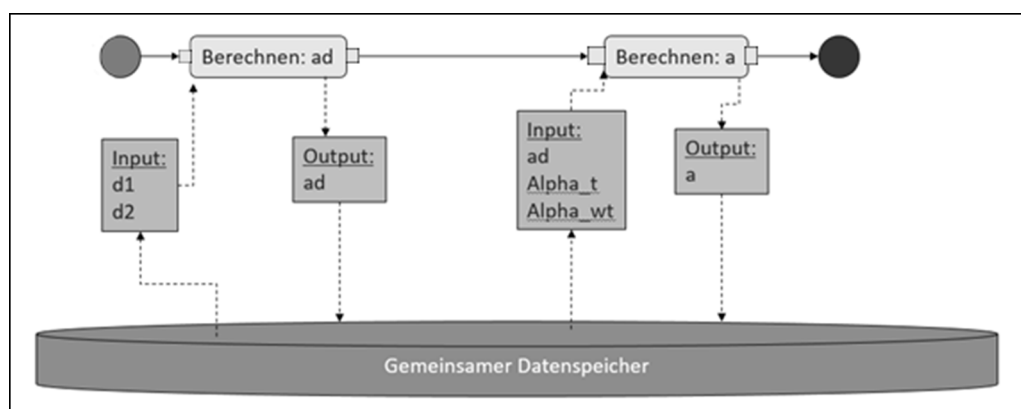 Berechnen: ad
Berechnen: a
Input:
d1
d2
Output:
ad
Input:
ad
Alpha_t
Alpha_wt
Output:
a
Gemeinsamer Datenspeicher